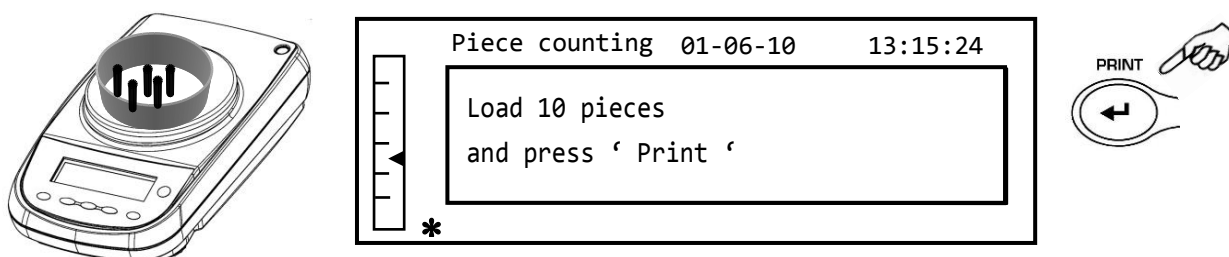 Piece counting 01-06-10 13:15:24
Load 10 pieces
and press ‘ Print ‘
*
PRINT